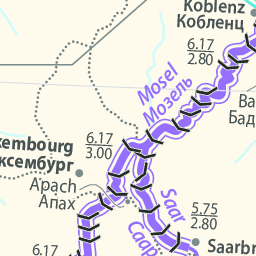 Koblenz
Кобленц
6.17
2.80
Mosel
Мозель
Ва
Бад
xembourg
ксембург
6.17
3.00
Apach
Апах
Saar
Саар
5.75
2.80
Saarbr
6.17